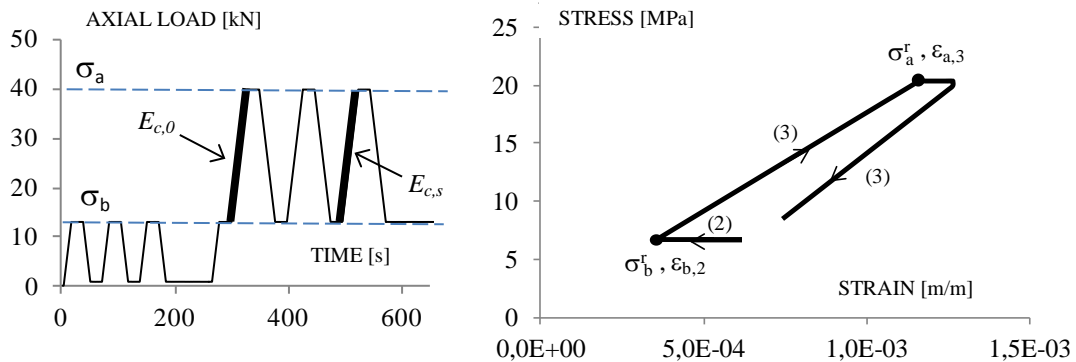 AXIAL LOAD [kN]
50
40
30
20
10
0
σa
σb
Ec,0
Ec,s
TIME [s]
0
200
400
600
STRESS [MPa]
25
20
15
10
5
0
σar , εa,3
(3)
(3)
(2)
σbr , εb,2
STRAIN [m/m]
0,0E+00
5,0E-04
1,0E-03
1,5E-03